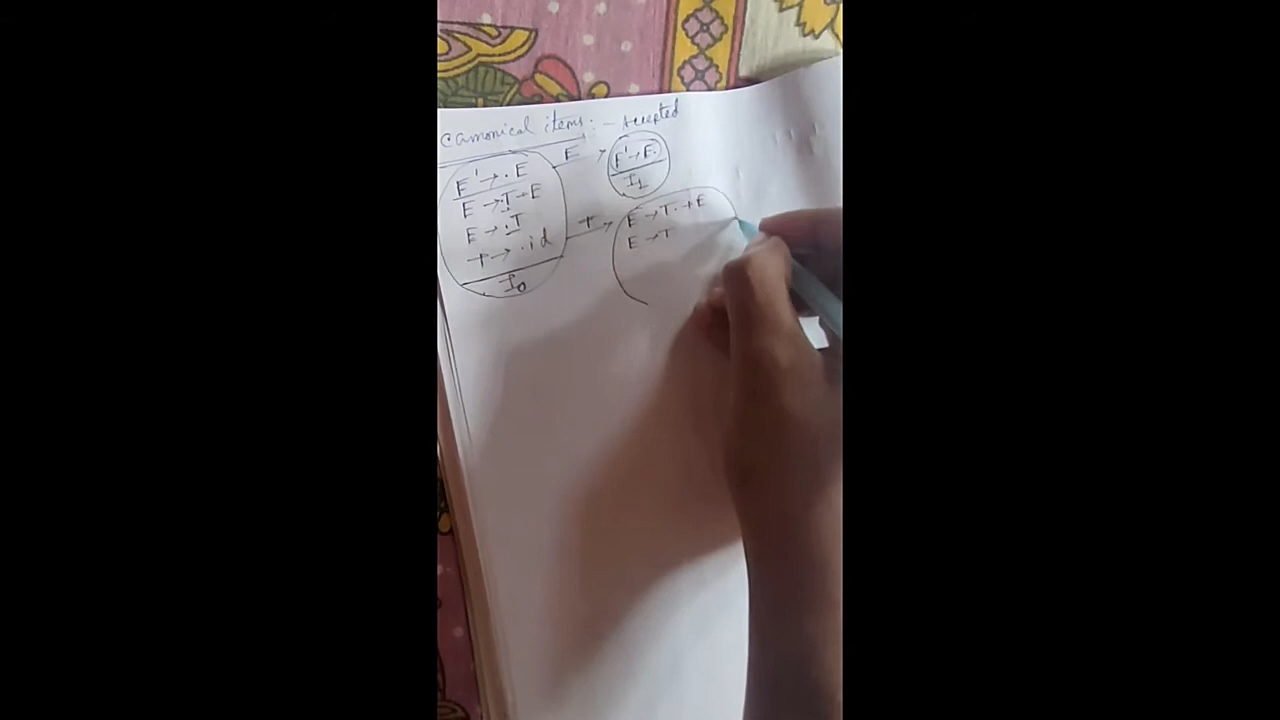 Canonical items: - Accepted
E' → . E
E → .T + E
E → .T
T → .id
I0
E
E' → E.
I1
T
E → T. + E
E → T